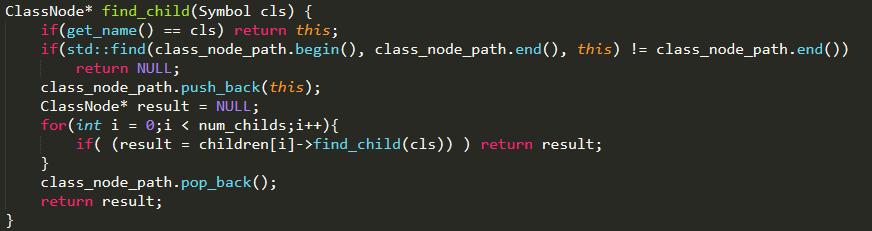 ClassNode* find_child(Symbol cls) {
    if(get_name() == cls) return this;
    if(std::find(class_node_path.begin(), class_node_path.end(), this) != class_node_path.end())
        return NULL;
    class_node_path.push_back(this);
    ClassNode* result = NULL;
    for(int i = 0;i < num_childs;i++){
        if( (result = children[i]->find_child(cls)) ) return result;
    }
    class_node_path.pop_back();
    return result;
}